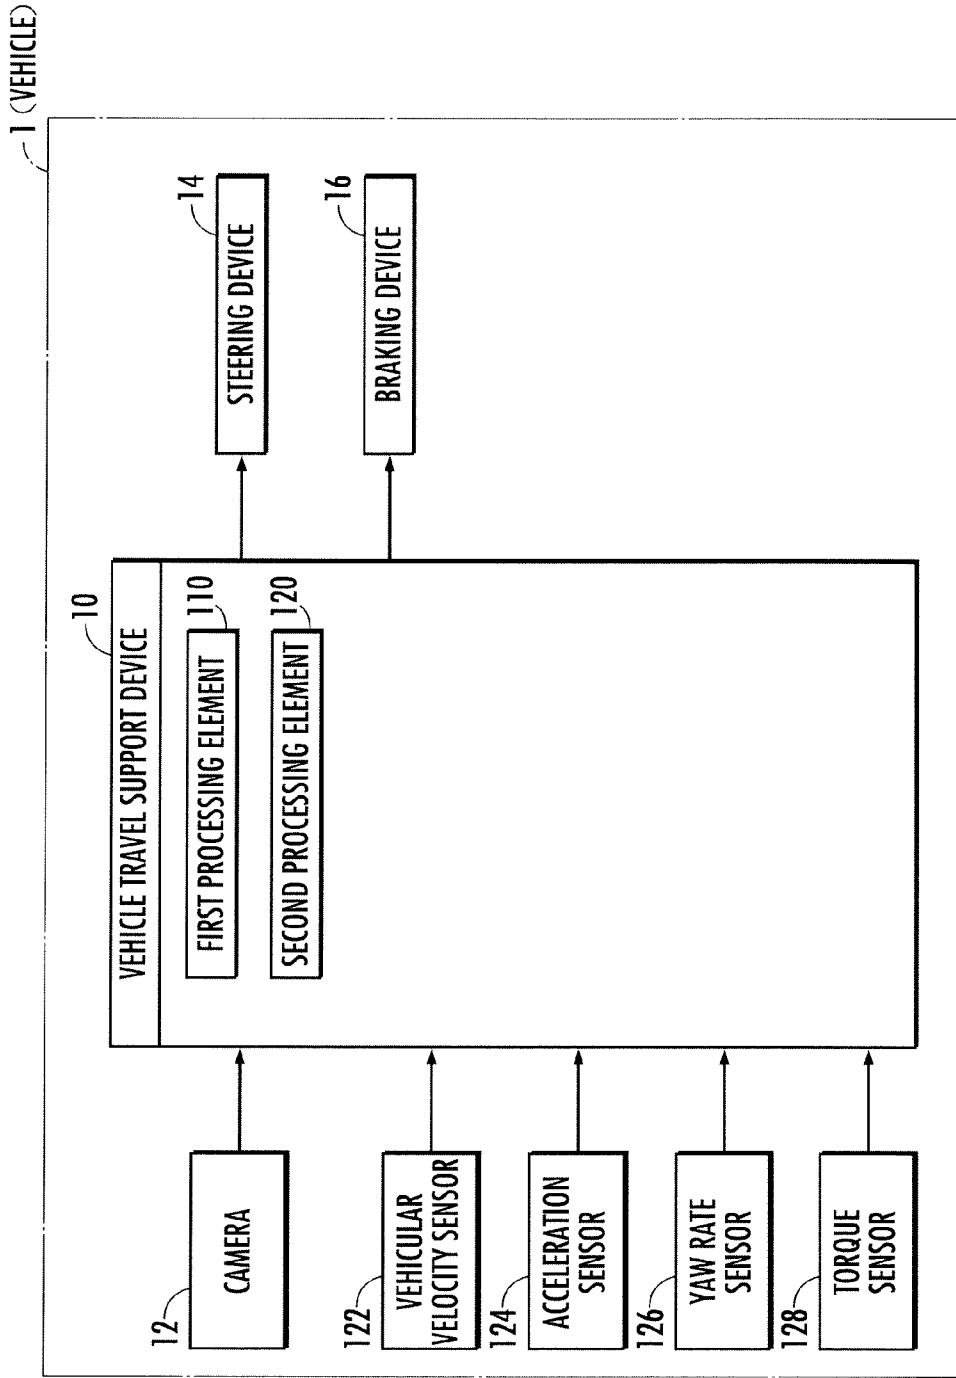 1 (VEHICLE)
10
VEHICLE TRAVEL SUPPORT DEVICE
12
CAMERA
FIRST PROCESSING ELEMENT
110
STEERING DEVICE
14
SECOND PROCESSING ELEMENT
120
122
VEHICULAR
VELOCITY SENSOR
BRAKING DEVICE
16
124
ACCELERATION
SENSOR
126
YAW RATE
SENSOR
128
TORQUE
SENSOR